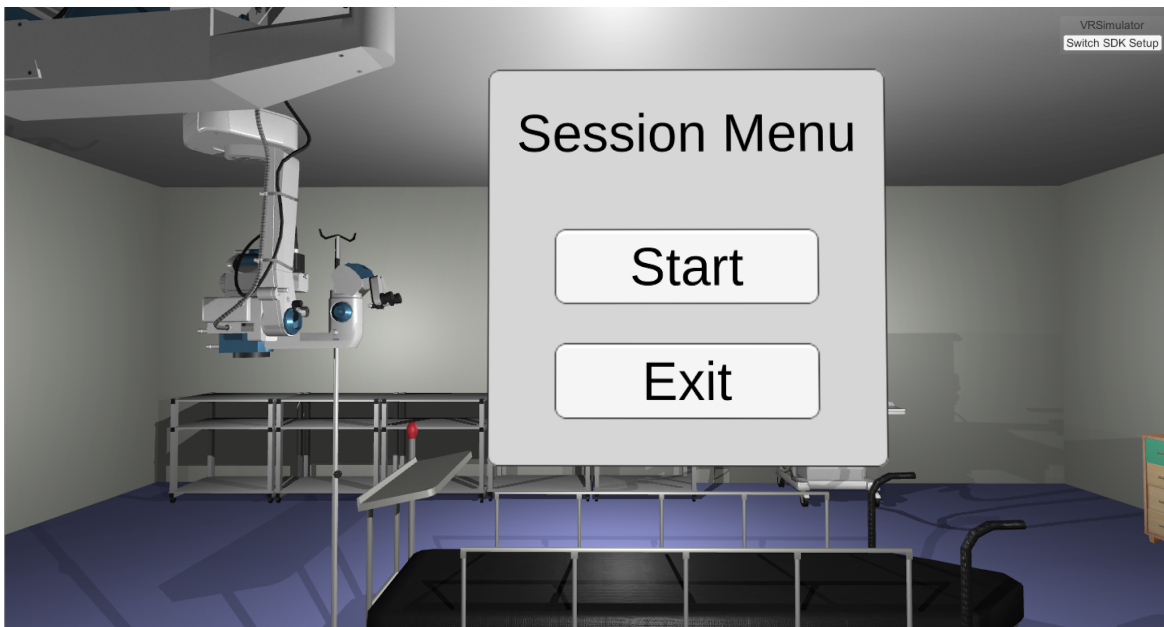 VRSimulator
Switch SDK Setup
Session Menu
Start
Exit